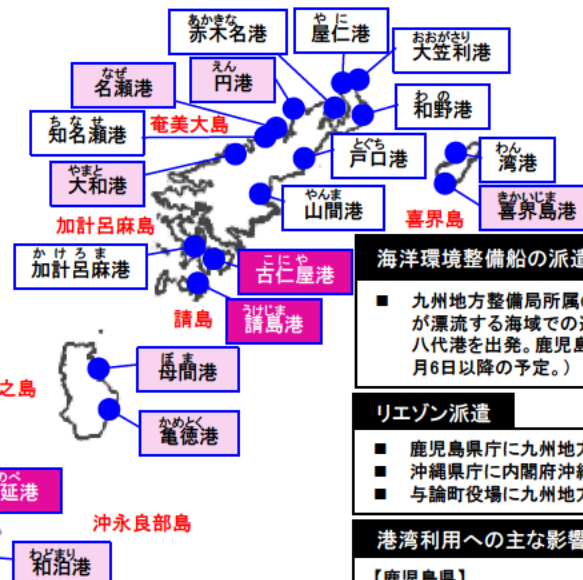 あかきな
赤木名港
やに
屋仁港
おおがさり
大笠利港
なぜ
名瀬港
えん
円港
わの
和野港
ちなせ
知名瀬港
奄美大島
とぐち
戸口港
わん
湾港
やまと
大和港
やんま
山間港
きかいじま
喜界島港
加計呂麻島
喜界島
かけろま
加計呂麻港
こにや
古仁屋港
請島
うけじま
請島港
ぼま
母間港
之島
かめとく
亀徳港
のべ
延港
沖永良部島
わどまり
和泊港
海洋環境整備船の派遣
■ 九州地方整備局所属の
が漂流する海域での
八代港を出発。鹿児島
月6日以降の予定。）
リエゾン派遣
■ 鹿児島県庁に九州地方
■ 沖縄県庁に内閣府沖縄
■ 与論町役場に九州地方
港湾利用への主な影響
【鹿児島県】